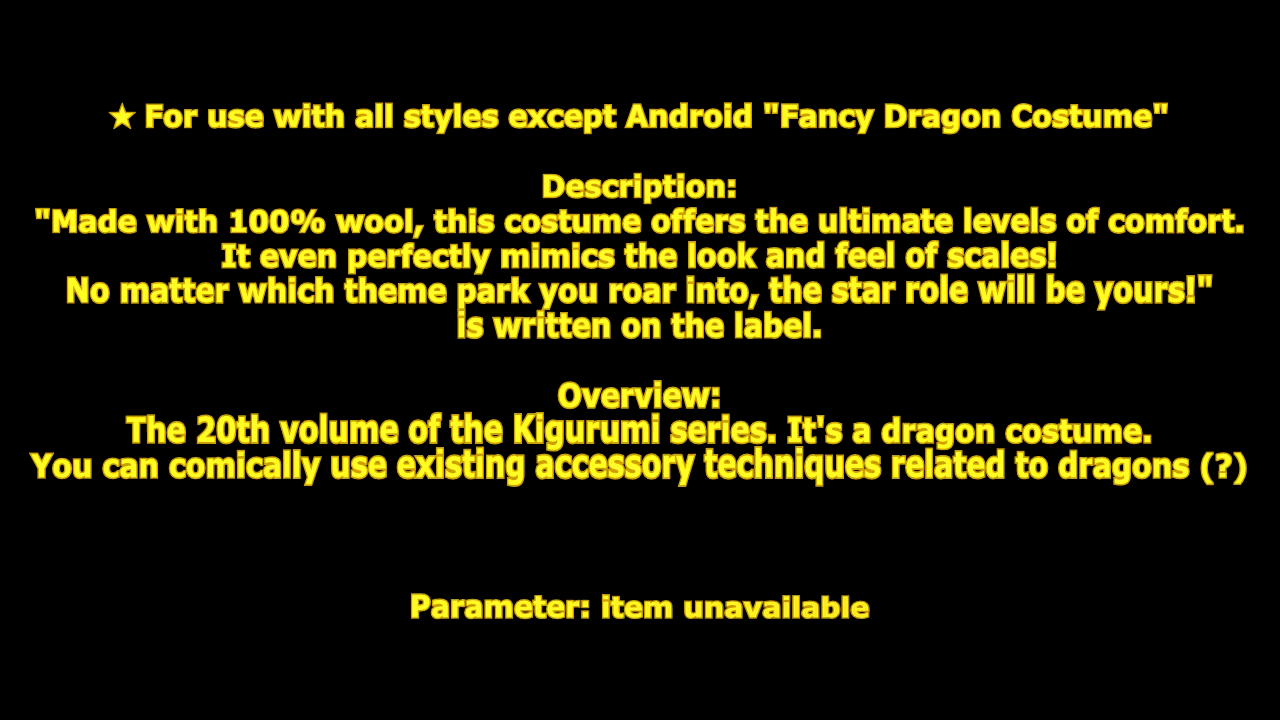 ★ For use with all styles except Android "Fancy Dragon Costume"
Description:
"Made with 100% wool, this costume offers the ultimate levels of comfort.
It even perfectly mimics the look and feel of scales!
No matter which theme park you roar into, the star role will be yours!"
is written on the label.
Overview:
The 20th volume of the Kigurumi series. It's a dragon costume.
You can comically use existing accessory techniques related to dragons (?)
Parameter: item unavailable